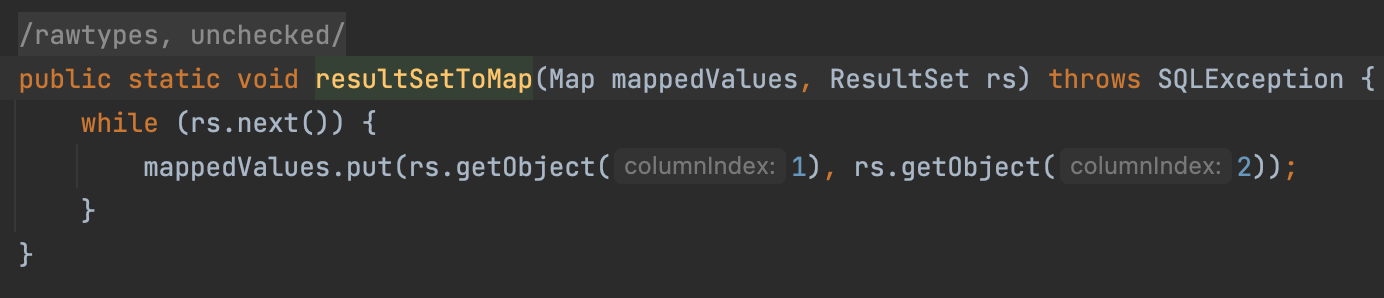 /rawtypes, unchecked/
public static void resultSetToMap(Map mappedValues, ResultSet rs) throws SQLException {
while (rs.next()) {
mappedValues.put(rs.getObject( columnIndex: 1), rs.getObject( columnIndex: 2));
}
}